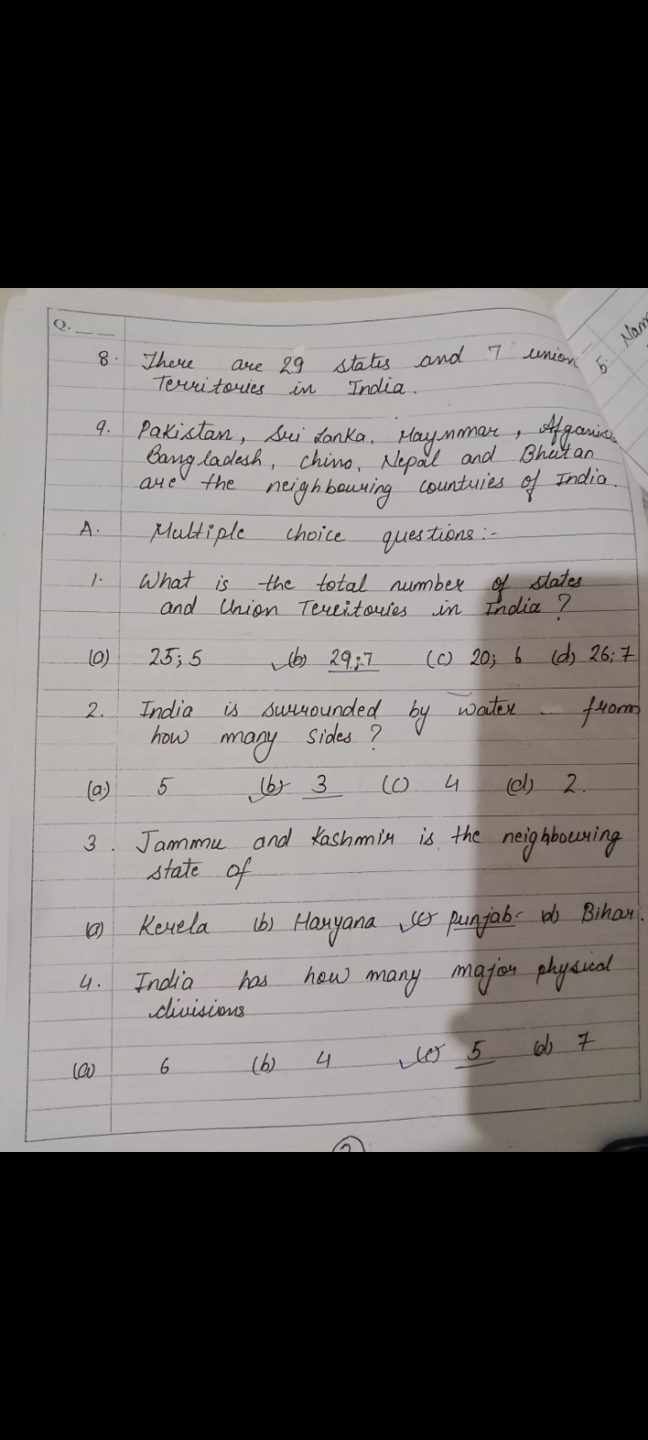 Q.
8. There are 29 states and 7 union
Territories in India.
9. Pakistan, Sri Lanka, Maynmar,
Bangladesh, China, Nepal and Bhutan
are the neighbouring countries of India.
A. Multiple choice questions:-
1. What is the total number of states
and Union Territories in India?
(a) 25; 5 (b) 29; 7 (c) 20; 6 (d) 26; 7
2. India is surrounded by water from
how many sides?
(a) 5 (b) 3 (c) 4 (d) 2.
3. Jammu and Kashmir is the neighbouring
state of
(a) Kerela (b) Haryana (c) punjab (d) Bihar.
4. India has how many major physical
divisions
(a) 6 (b) 4 (c) 5 (d) 7
5
Nam